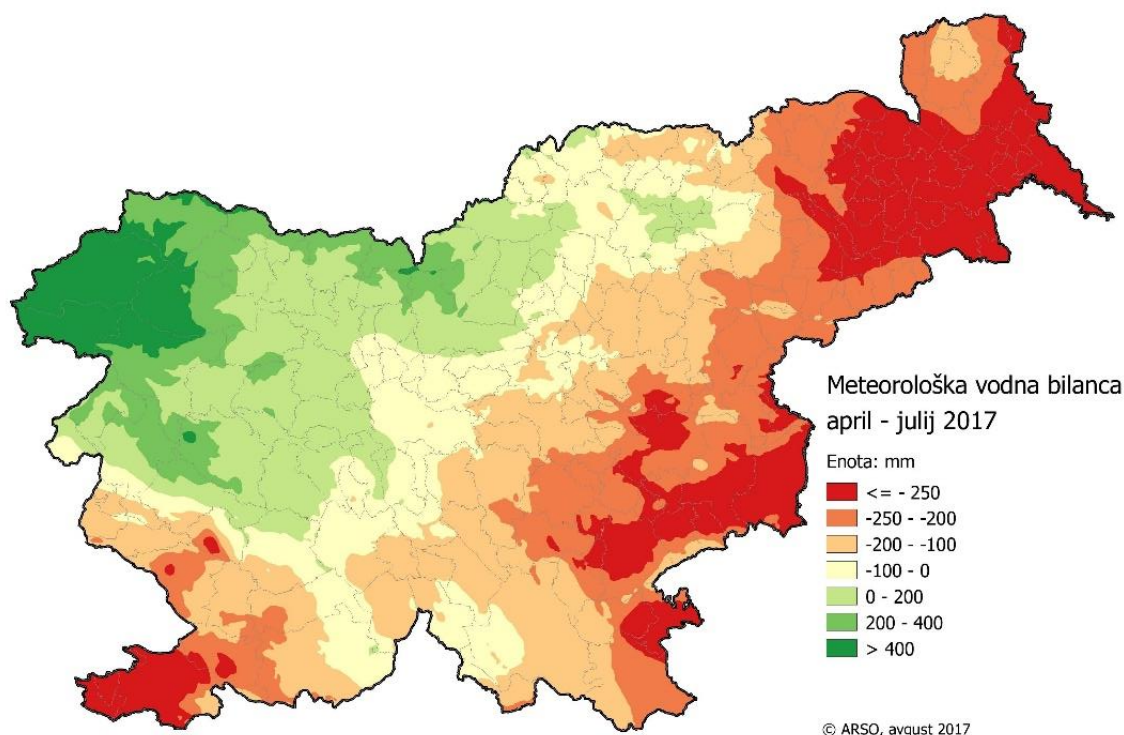 Meteorološka vodna bilanca
april - julij 2017
Enota: mm
<= - 250
-250 - -200
-200 - -100
-100 - 0
0 - 200
200 - 400
> 400
© ARSO, avgust 2017